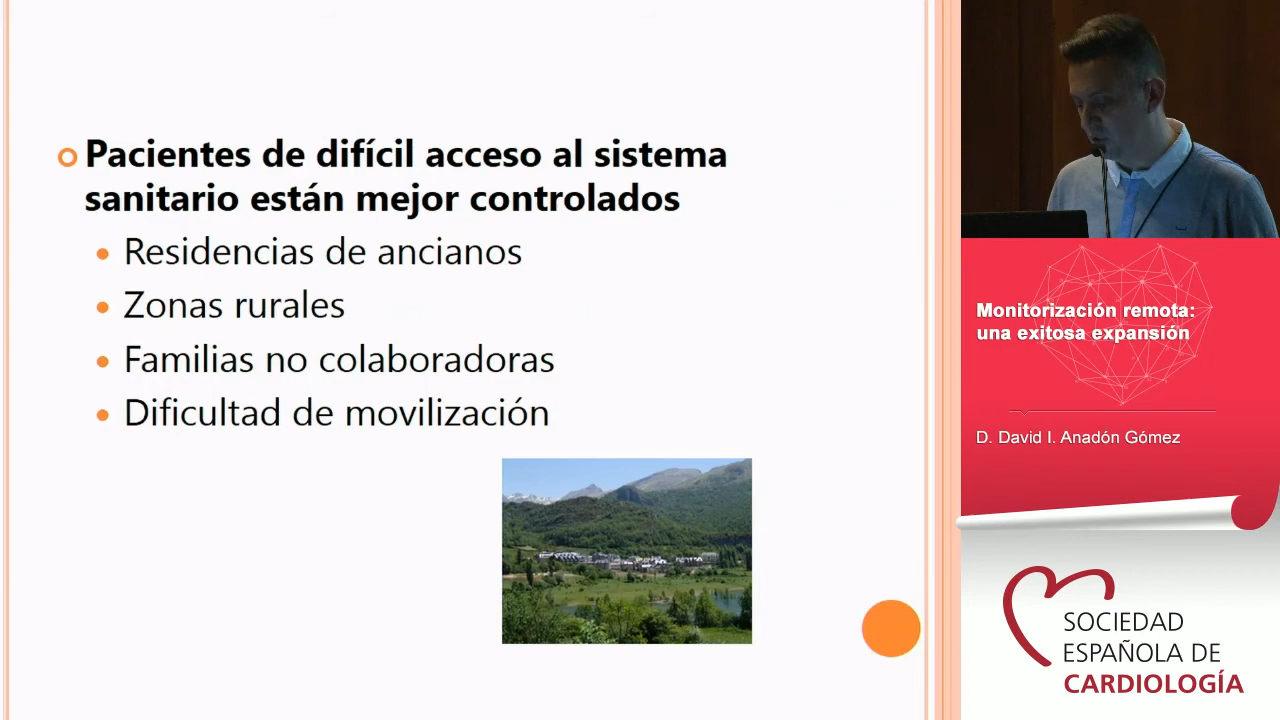 Pacientes de difícil acceso al sistema
sanitario están mejor controlados
Residencias de ancianos
Zonas rurales
Familias no colaboradoras
Dificultad de movilización
Monitorización remota:
una exitosa expansión
D. David I. Anadón Gómez
SOCIEDAD
ESPAÑOLA DE
CARDIOLOGÍA